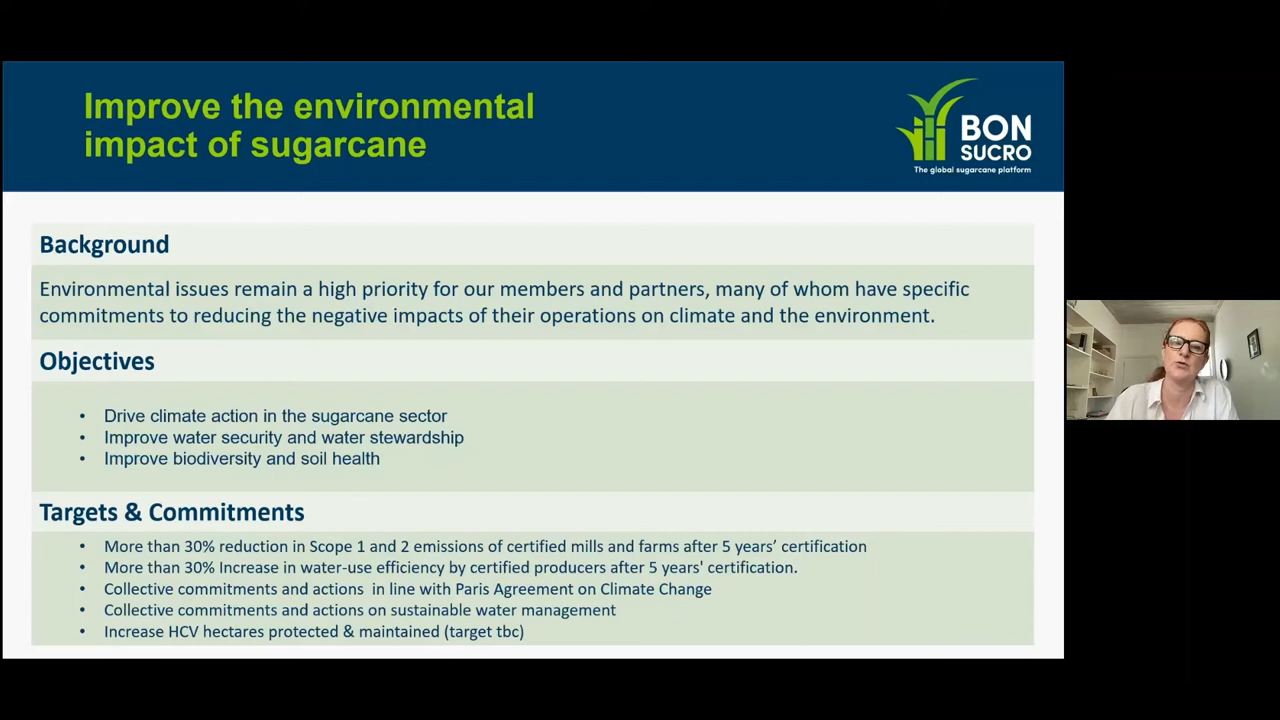 Improve the environmental
impact of sugarcane
BON
SUCRO
The global sugarcane platform
Background
Environmental issues remain a high priority for our members and partners, many of whom have specific
commitments to reducing the negative impacts of their operations on climate and the environment.
Objectives
• Drive climate action in the sugarcane sector
• Improve water security and water stewardship
• Improve biodiversity and soil health
Targets & Commitments
• More than 30% reduction in Scope 1 and 2 emissions of certified mills and farms after 5 years’ certification
• More than 30% Increase in water-use efficiency by certified producers after 5 years' certification.
• Collective commitments and actions in line with Paris Agreement on Climate Change
• Collective commitments and actions on sustainable water management
• Increase HCV hectares protected & maintained (target tbc)